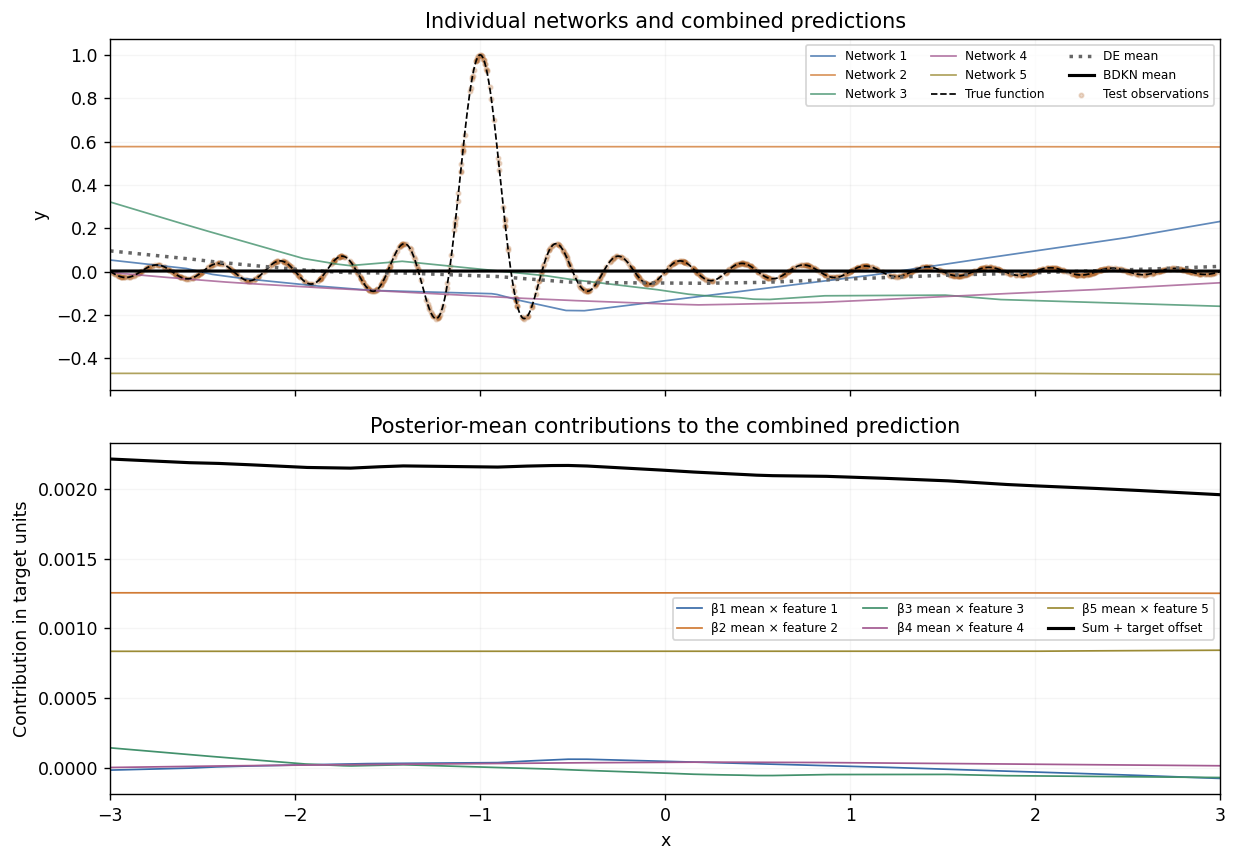 Individual networks and combined predictions
y
1.0
0.8
0.6
0.4
0.2
0.0
−0.2
−0.4
Network 1
Network 2
Network 3
Network 4
Network 5
True function
DE mean
BDKN mean
Test observations
Posterior-mean contributions to the combined prediction
Contribution in target units
0.0020
0.0015
0.0010
0.0005
0.0000
β1 mean × feature 1
β2 mean × feature 2
β3 mean × feature 3
β4 mean × feature 4
β5 mean × feature 5
Sum + target offset
−3 −2 −1 0 1 2 3
x